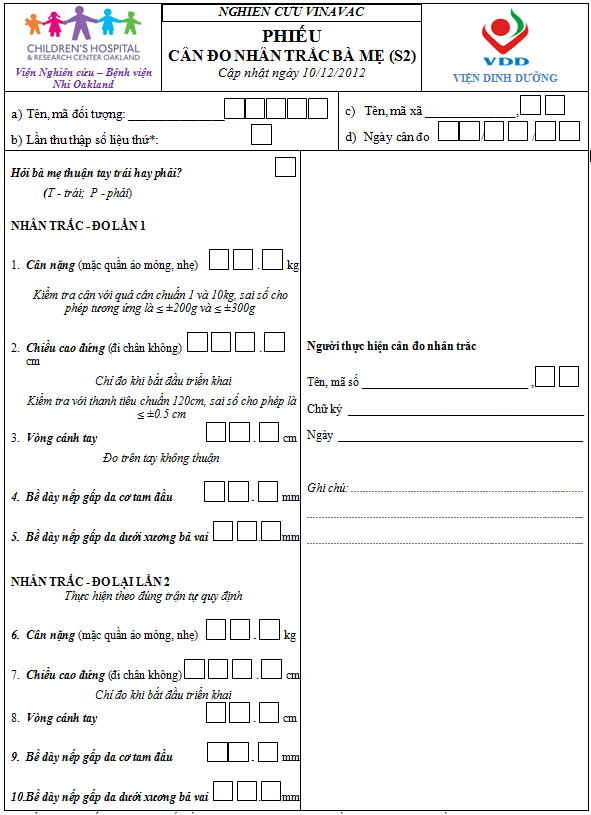 CHILDREN'S HOSPITAL
& RESEARCH CENTER OAKLAND
Viện Nghiên cứu – Bệnh viện
Nhi Oakland
NGHIÊN CỨU VINAVAC
PHIẾU
CÂN ĐO NHÂN TRẮC BÀ MẸ (S2)
Cập nhật ngày 10/12/2012
VDD
VIỆN DINH DƯỠNG
a) Tên, mã đối tượng: _______________
b) Lần thu thập số liệu thứ*:
c) Tên, mã xã ______________,
d) Ngày cân đo / /
Hỏi bà mẹ thuận tay trái hay phải?
(T - trái; P - phải)
NHÂN TRẮC - ĐO LẦN 1
1. Cân nặng (mặc quần áo mỏng, nhẹ) . kg
Kiểm tra cân với quả cân chuẩn 1 và 10kg, sai số cho
phép tương ứng là ≤ ±200g và ≤ ±300g
2. Chiều cao đứng (đi chân không) .
cm
Chỉ đo khi bắt đầu triển khai
Kiểm tra với thanh tiêu chuẩn 120cm, sai số cho phép là
≤ ±0.5 cm
3. Vòng cánh tay . cm
Đo trên tay không thuận
4. Bề dày nếp gấp da cơ tam đầu . mm
5. Bề dày nếp gấp da dưới xương bả vai . mm
NHÂN TRẮC - ĐO LẠI LẦN 2
Thực hiện theo đúng trận tự quy định
6. Cân nặng (mặc quần áo mỏng, nhẹ) . kg
7. Chiều cao đứng (đi chân không) . cm
Chỉ đo khi bắt đầu triển khai
8. Vòng cánh tay . cm
9. Bề dày nếp gấp da cơ tam đầu . mm
10.Bề dày nếp gấp da dưới xương bả vai . mm
Người thực hiện cân đo nhân trắc
Tên, mã số __________________________ ,
Chữ ký ______________________________
Ngày ______________________________
Ghi chú: ......................................................